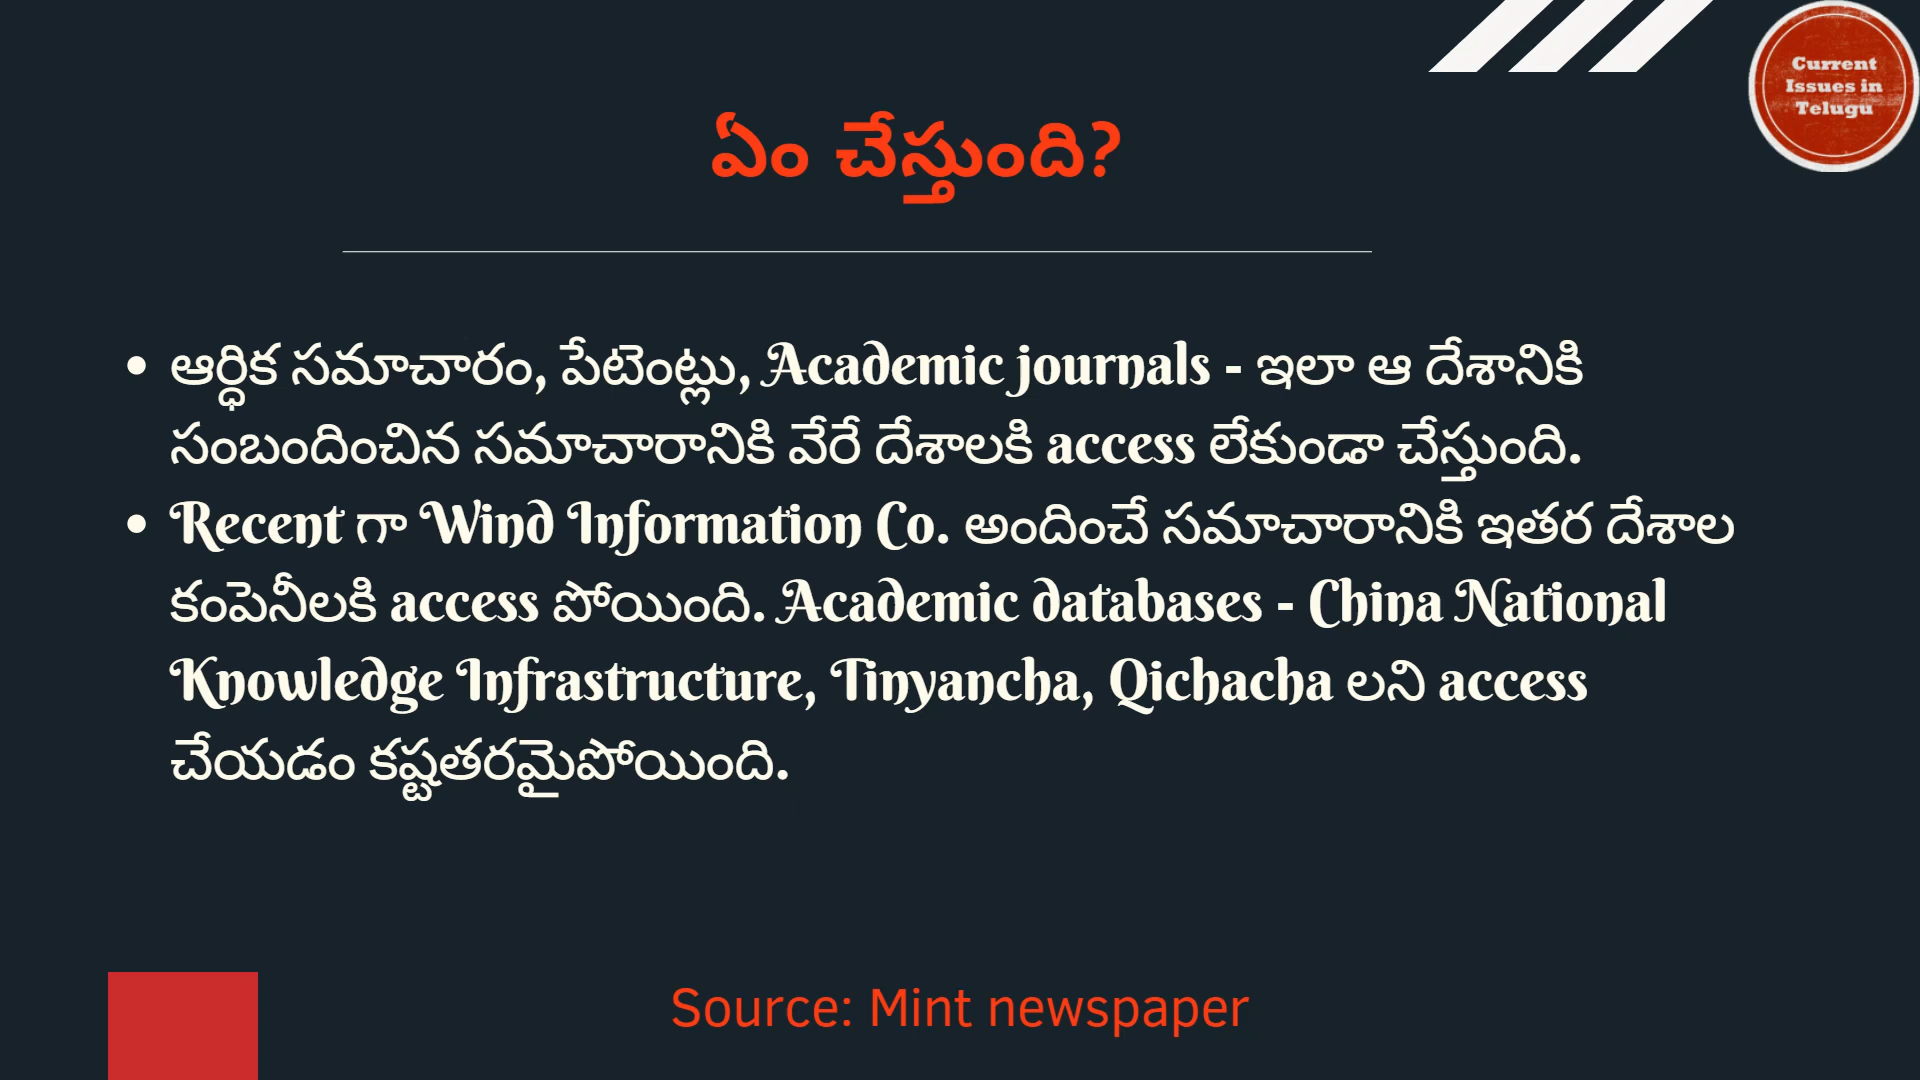 Current
Issues in
Telugu
ఏం చేస్తుంది?
• ఆర్ధిక సమాచారం, పేటెంట్లు, Academic journals - ఇలా ఆ దేశానికి
సంబందించిన సమాచారానికి వేరే దేశాలకి access లేకుండా చేస్తుంది.
• Recent గా Wind Information Co. అందించే సమాచారానికి ఇతర దేశాల
కంపెనీలకి access పోయింది. Academic databases - China National
Knowledge Infrastructure, Tinyancha, Qichacha లని access
చేయడం కష్టతరమైపోయింది.
Source: Mint newspaper